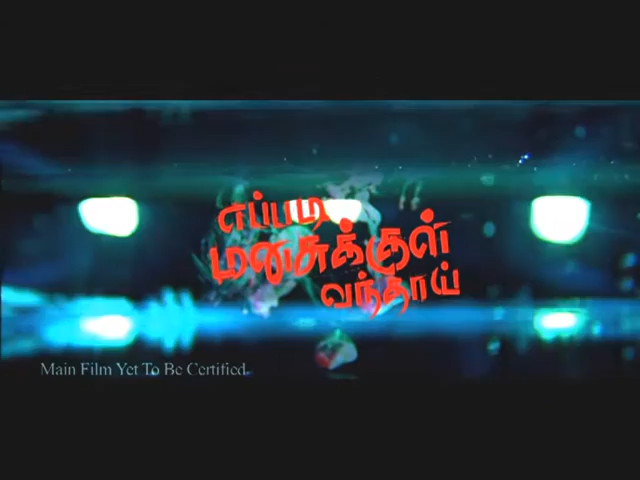 எப்படி
மனசுக்குள்
வந்தாய்
Main Film Yet To Be Certified